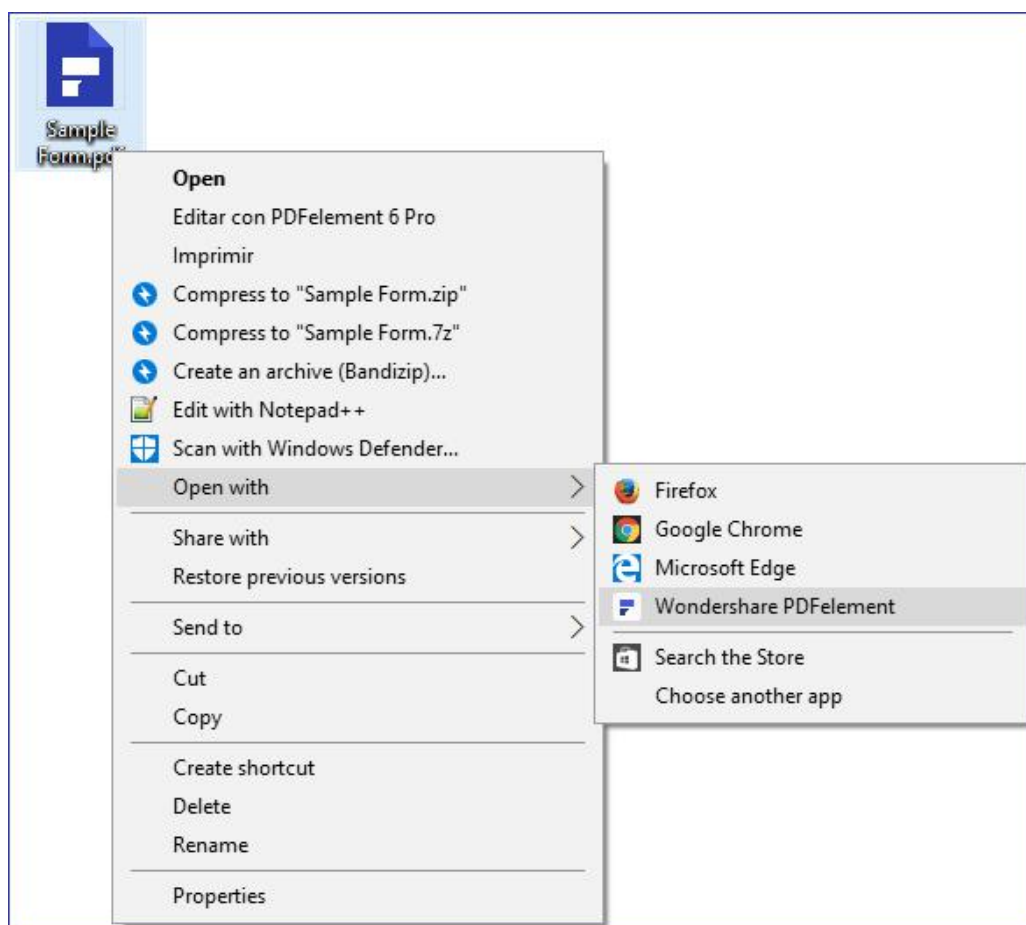 Sample
Form.pdf
Open
Editar con PDFelement 6 Pro
Imprimir
Compress to "Sample Form.zip"
Compress to "Sample Form.7z"
Create an archive (Bandizip)...
Edit with Notepad++
Scan with Windows Defender...
Open with
Share with
Restore previous versions
Send to
Cut
Copy
Create shortcut
Delete
Rename
Properties
Firefox
Google Chrome
Microsoft Edge
Wondershare PDFelement
Search the Store
Choose another app